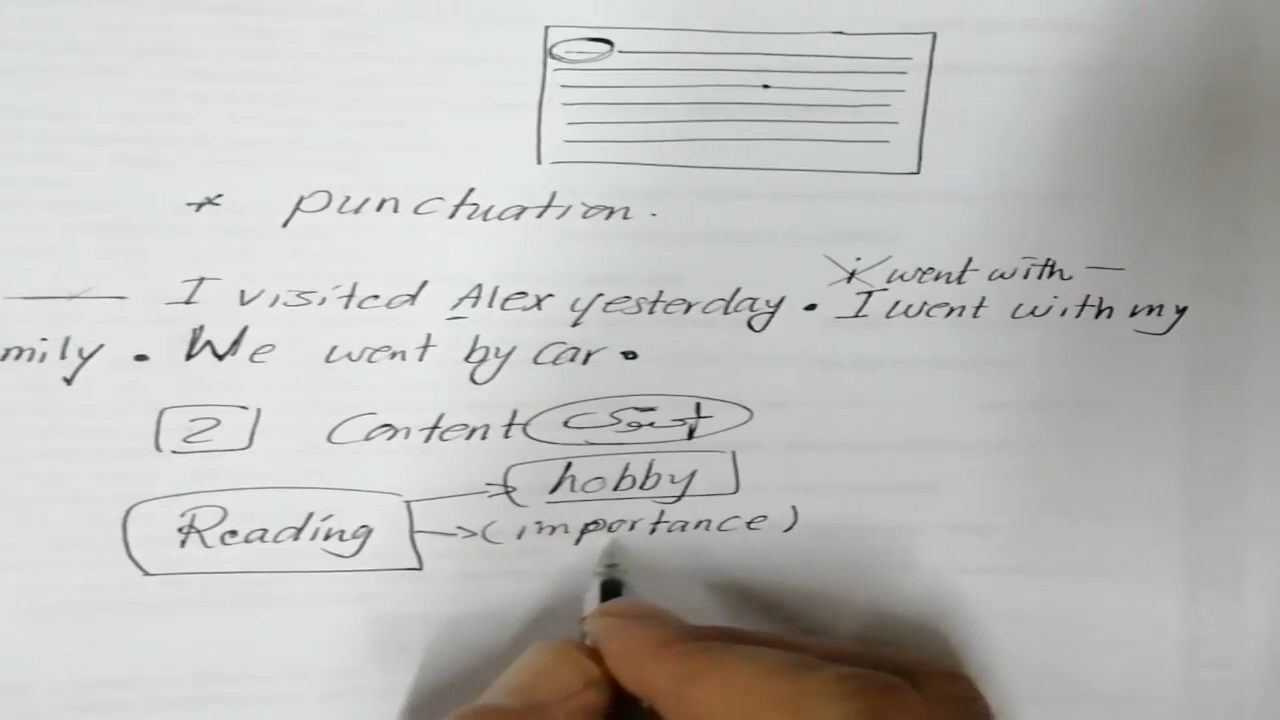 * punctuation.
i went with —
I visited Alex yesterday. I went with my
mily. We went by car.
2 Content محتوى
hobby
Reading
(importance)